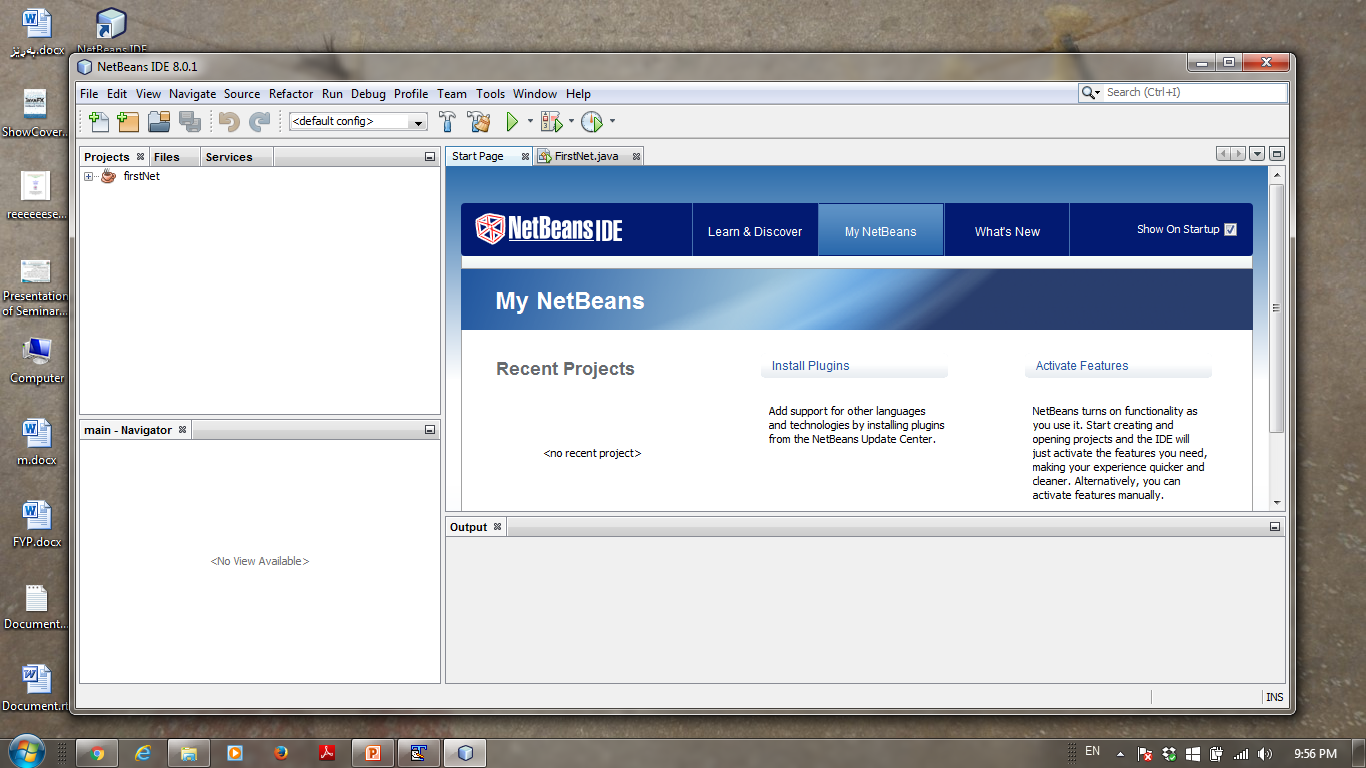 پەڕیز.docx
NetBeans IDE
ShowCover...
reeeeeese...
Presentation
of Seminar...
Computer
m.docx
FYP.docx
Document...
Document.rt
NetBeans IDE 8.0.1
File Edit View Navigate Source Refactor Run Debug Profile Team Tools Window Help
Search (Ctrl+I)
<default config>
Projects Files Services
firstNet
main - Navigator
<No View Available>
Start Page FirstNet.java
NetBeans IDE
Learn & Discover My NetBeans What's New Show On Startup
My NetBeans
Recent Projects
<no recent project>
Install Plugins
Add support for other languages
and technologies by installing plugins
from the NetBeans Update Center.
Activate Features
NetBeans turns on functionality as
you use it. Start creating and
opening projects and the IDE will
just activate the features you need,
making your experience quicker and
cleaner. Alternatively, you can
activate features manually.
Output
INS
EN
9:56 PM